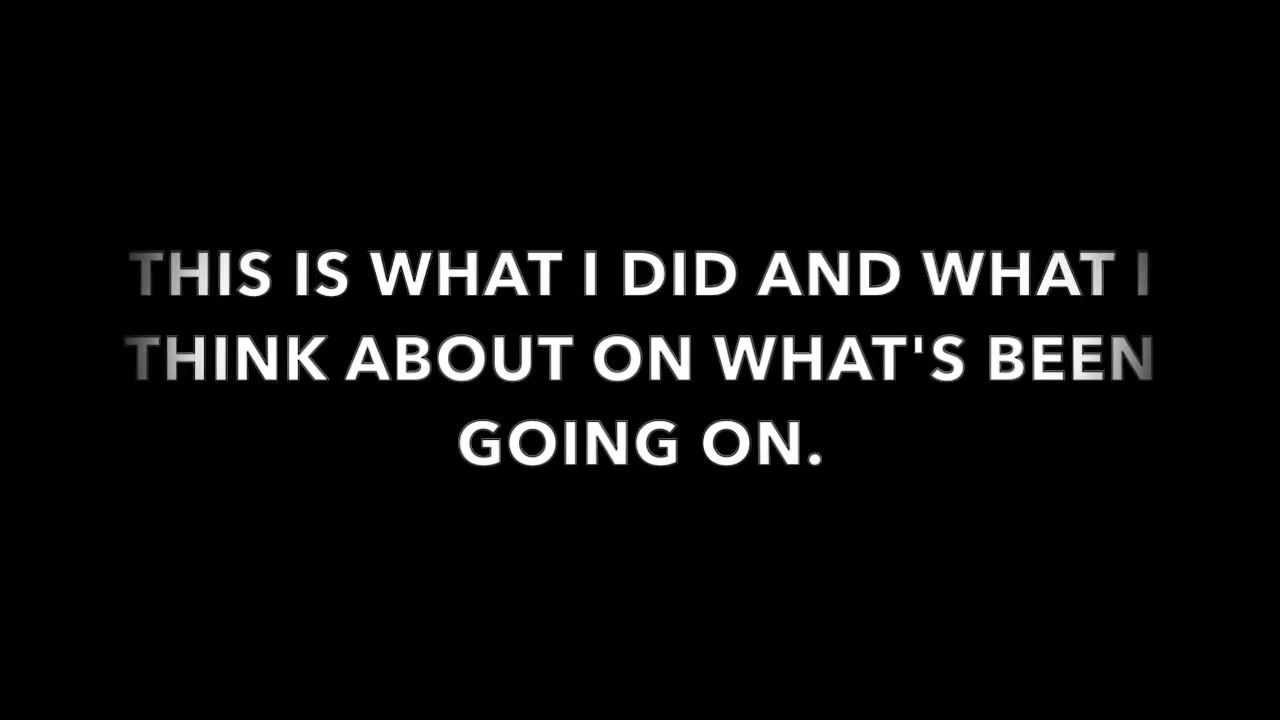 THIS IS WHAT I DID AND WHAT I
THINK ABOUT ON WHAT'S BEEN
GOING ON.